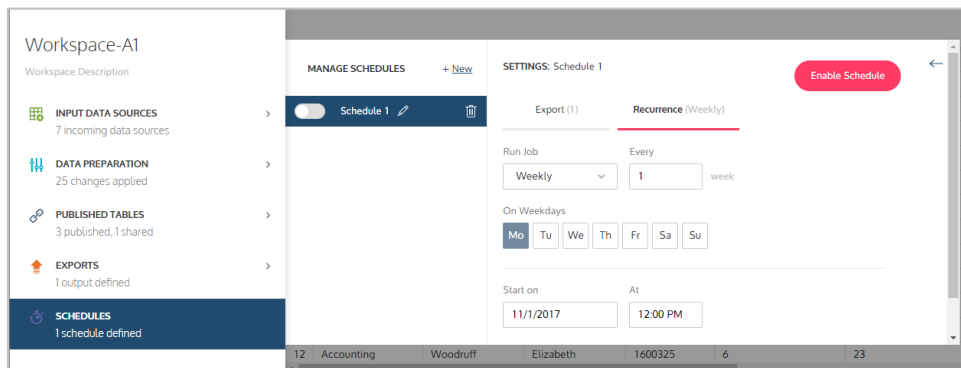 Workspace-A1
Workspace Description
INPUT DATA SOURCES
7 incoming data sources
DATA PREPARATION
25 changes applied
PUBLISHED TABLES
3 published, 1 shared
EXPORTS
1 output defined
SCHEDULES
1 schedule defined
MANAGE SCHEDULES + New
Schedule 1
SETTINGS: Schedule 1
Enable Schedule
Export (1) Recurrence (Weekly)
Run Job Every
Weekly 1 week
On Weekdays
Mo Tu We Th Fr Sa Su
Start on At
11/1/2017 12:00 PM
12 Accounting Woodruff Elizabeth 1600325 6 23